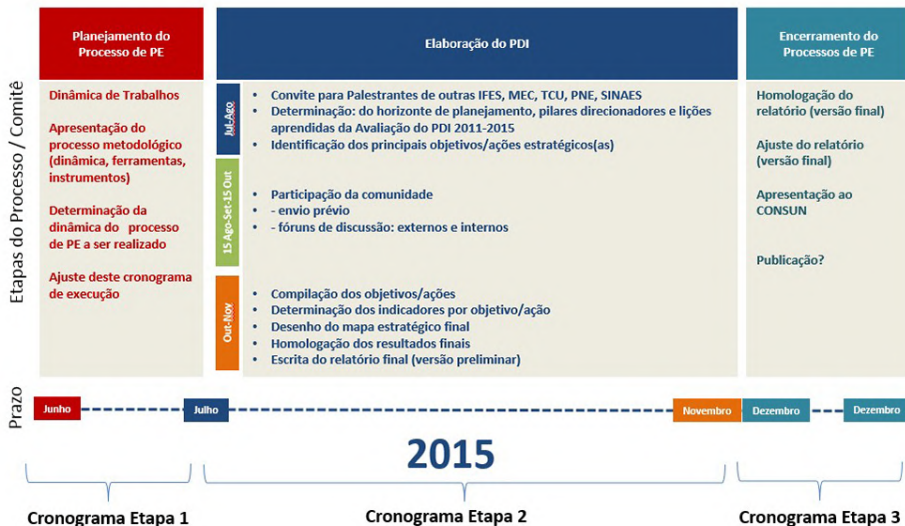 Planejamento do
Processo de PE
Elaboração do PDI
Encerramento do
Processos de PE
Etapas do Processo / Comitê
Dinâmica de Trabalhos
Apresentação do
processo metodológico
(dinâmica, ferramentas,
instrumentos)
Determinação da
dinâmica do processo
de PE a ser realizado
Ajuste deste cronograma
de execução
Jul-Ago
• Convite para Palestrantes de outras IFES, MEC, TCU, PNE, SINAES
• Determinação: do horizonte de planejamento, pilares direcionadores e lições
aprendidas da Avaliação do PDI 2011-2015
• Identificação dos principais objetivos/ações estratégicos(as)
15 Ago-Set-15 Out
• Participação da comunidade
• - envio prévio
• - fóruns de discussão: externos e internos
Out-Nov
• Compilação dos objetivos/ações
• Determinação dos indicadores por objetivo/ação
• Desenho do mapa estratégico final
• Homologação dos resultados finais
• Escrita do relatório final (versão preliminar)
Homologação do
relatório (versão final)
Ajuste do relatório
(versão final)
Apresentação ao
CONSUN
Publicação?
Prazo
Junho
Julho
Novembro
Dezembro
Dezembro
2015
Cronograma Etapa 1
Cronograma Etapa 2
Cronograma Etapa 3